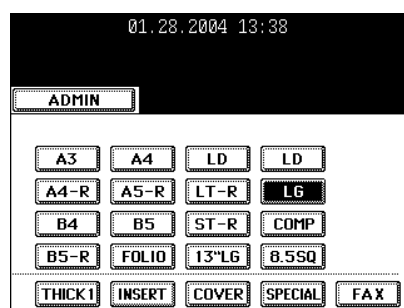 01.28.2004 13:38
ADMIN
A3 A4 LD LD
A4-R A5-R LT-R LG
B4 B5 ST-R COMP
B5-R FOLIO 13"LG 8.5SQ
THICK1 INSERT COVER SPECIAL FAX